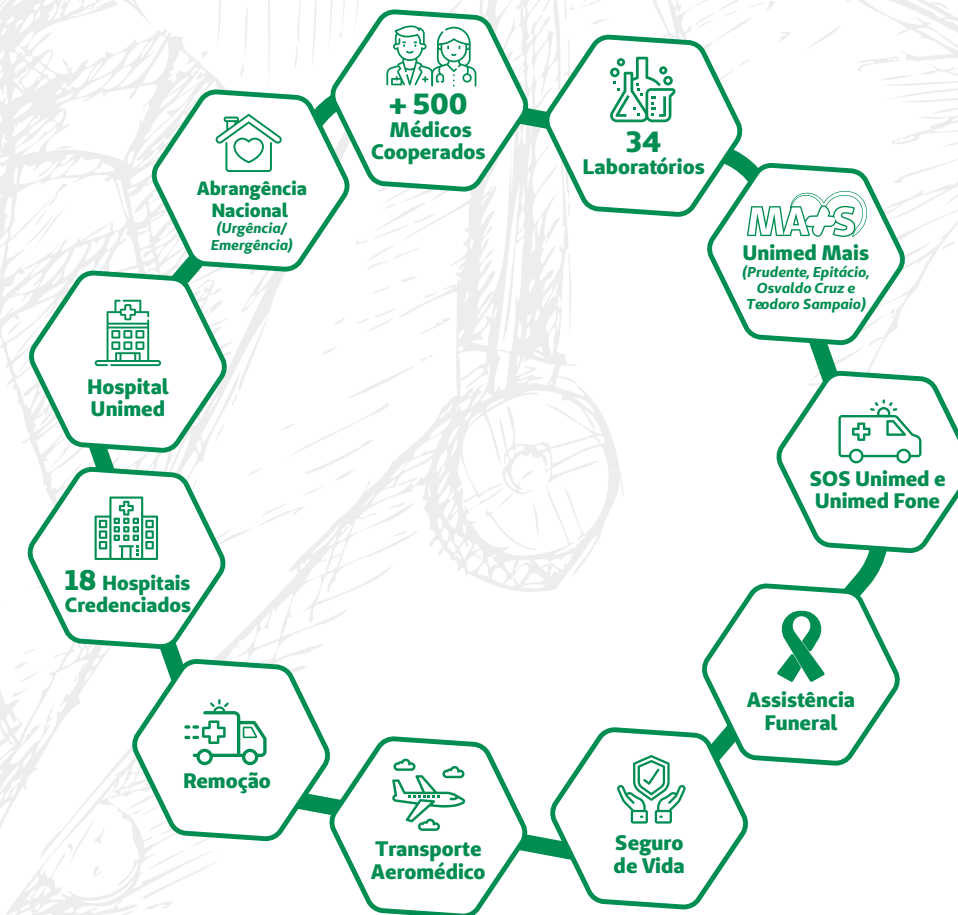 + 500
Médicos
Cooperados
34
Laboratórios
MA+S
Unimed Mais
(Prudente, Epitácio,
Osvaldo Cruz e
Teodoro Sampaio)
SOS Unimed e
Unimed Fone
Assistência
Funeral
Seguro
de Vida
Transporte
Aeromédico
Remoção
18 Hospitais
Credenciados
Hospital
Unimed
Abrangência
Nacional
(Urgência/
Emergência)